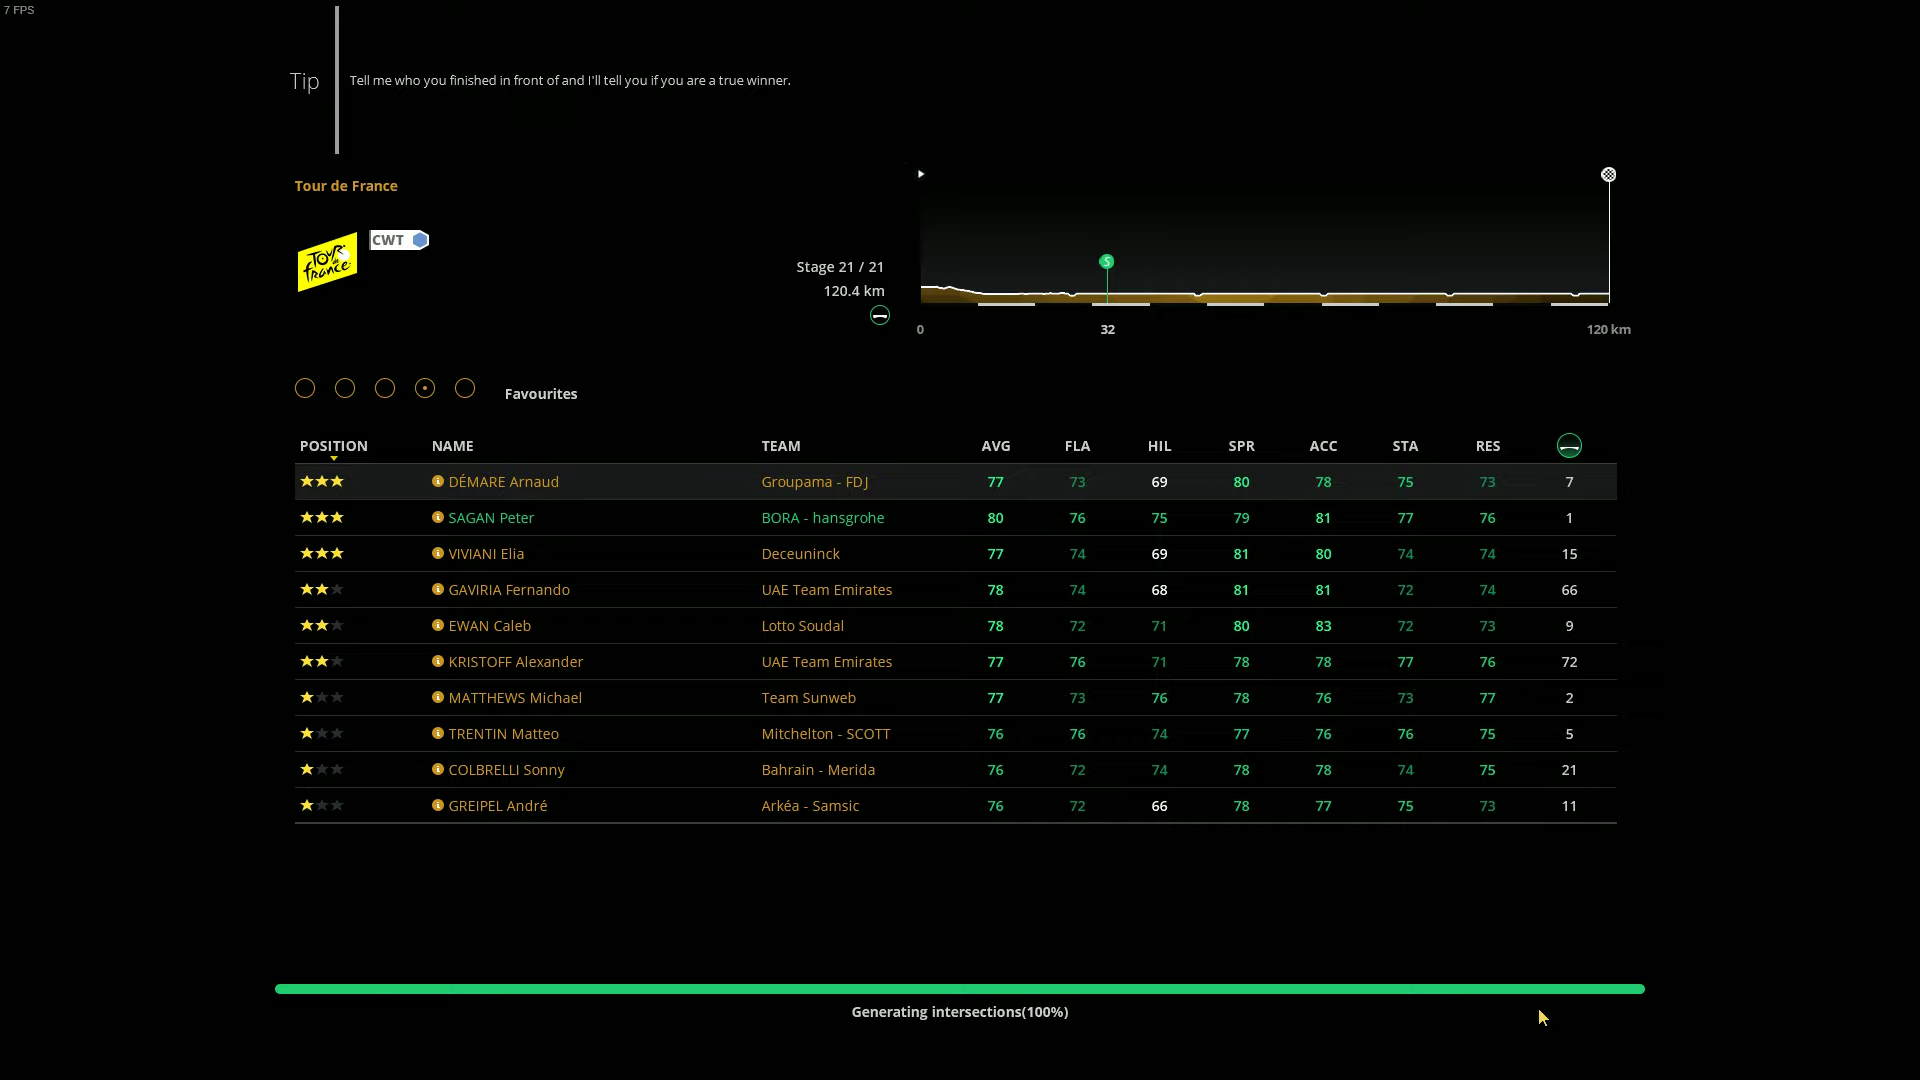 7 FPS
Tip
Tell me who you finished in front of and I'll tell you if you are a true winner.
Tour de France
TOUR de france
CWT
Stage 21 / 21
120.4 km
S
0
32
120 km
Favourites
POSITION NAME TEAM AVG FLA HIL SPR ACC STA RES
DÉMARE Arnaud Groupama - FDJ 77 73 69 80 78 75 73 7
SAGAN Peter BORA - hansgrohe 80 76 75 79 81 77 76 1
VIVIANI Elia Deceuninck 77 74 69 81 80 74 74 15
GAVIRIA Fernando UAE Team Emirates 78 74 68 81 81 72 74 66
EWAN Caleb Lotto Soudal 78 72 71 80 83 72 73 9
KRISTOFF Alexander UAE Team Emirates 77 76 71 78 78 77 76 72
MATTHEWS Michael Team Sunweb 77 73 76 78 76 73 77 2
TRENTIN Matteo Mitchelton - SCOTT 76 76 74 77 76 76 75 5
COLBRELLI Sonny Bahrain - Merida 76 72 74 78 78 74 75 21
GREIPEL André Arkéa - Samsic 76 72 66 78 77 75 73 11
Generating intersections(100%)